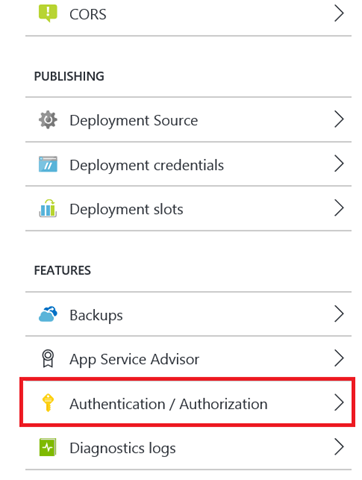 CORS
PUBLISHING
Deployment Source
Deployment credentials
Deployment slots
FEATURES
Backups
App Service Advisor
Authentication / Authorization
Diagnostics logs